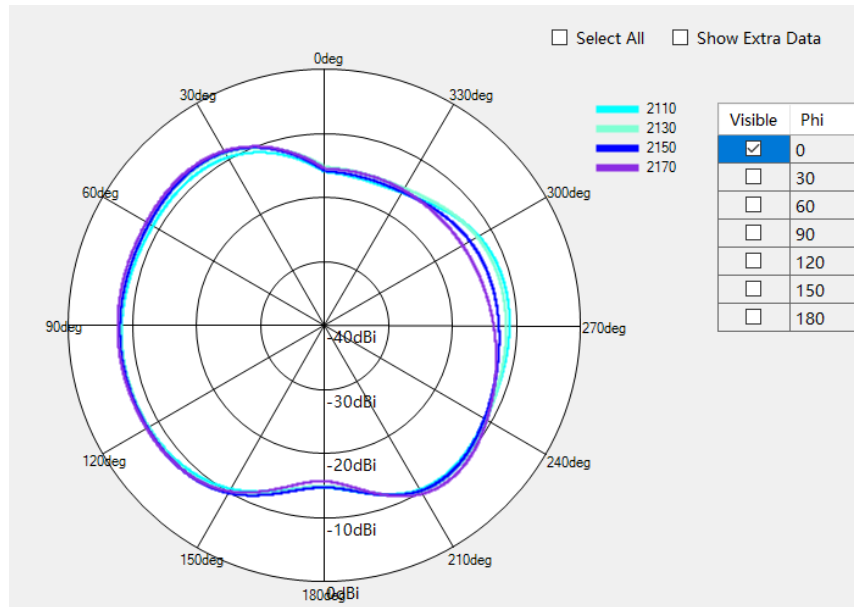 Select All
Show Extra Data
0deg
30deg
330deg
2110
2130
2150
2170
Visible Phi
0
30
60
90
120
150
180
60deg
300deg
90deg
270deg
-40dBi
-30dBi
120deg
240deg
-20dBi
-10dBi
150deg
210deg
180deg
0dBi